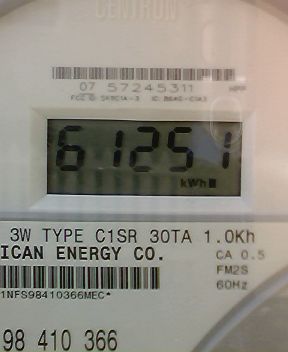 CENTRON
07 57245311
61251
kWh
3W TYPE C1SR 30TA 1.0Kh
ICAN ENERGY CO. CA 0.5
FM2S
60Hz
1NFS98410366MEC*
98 410 366